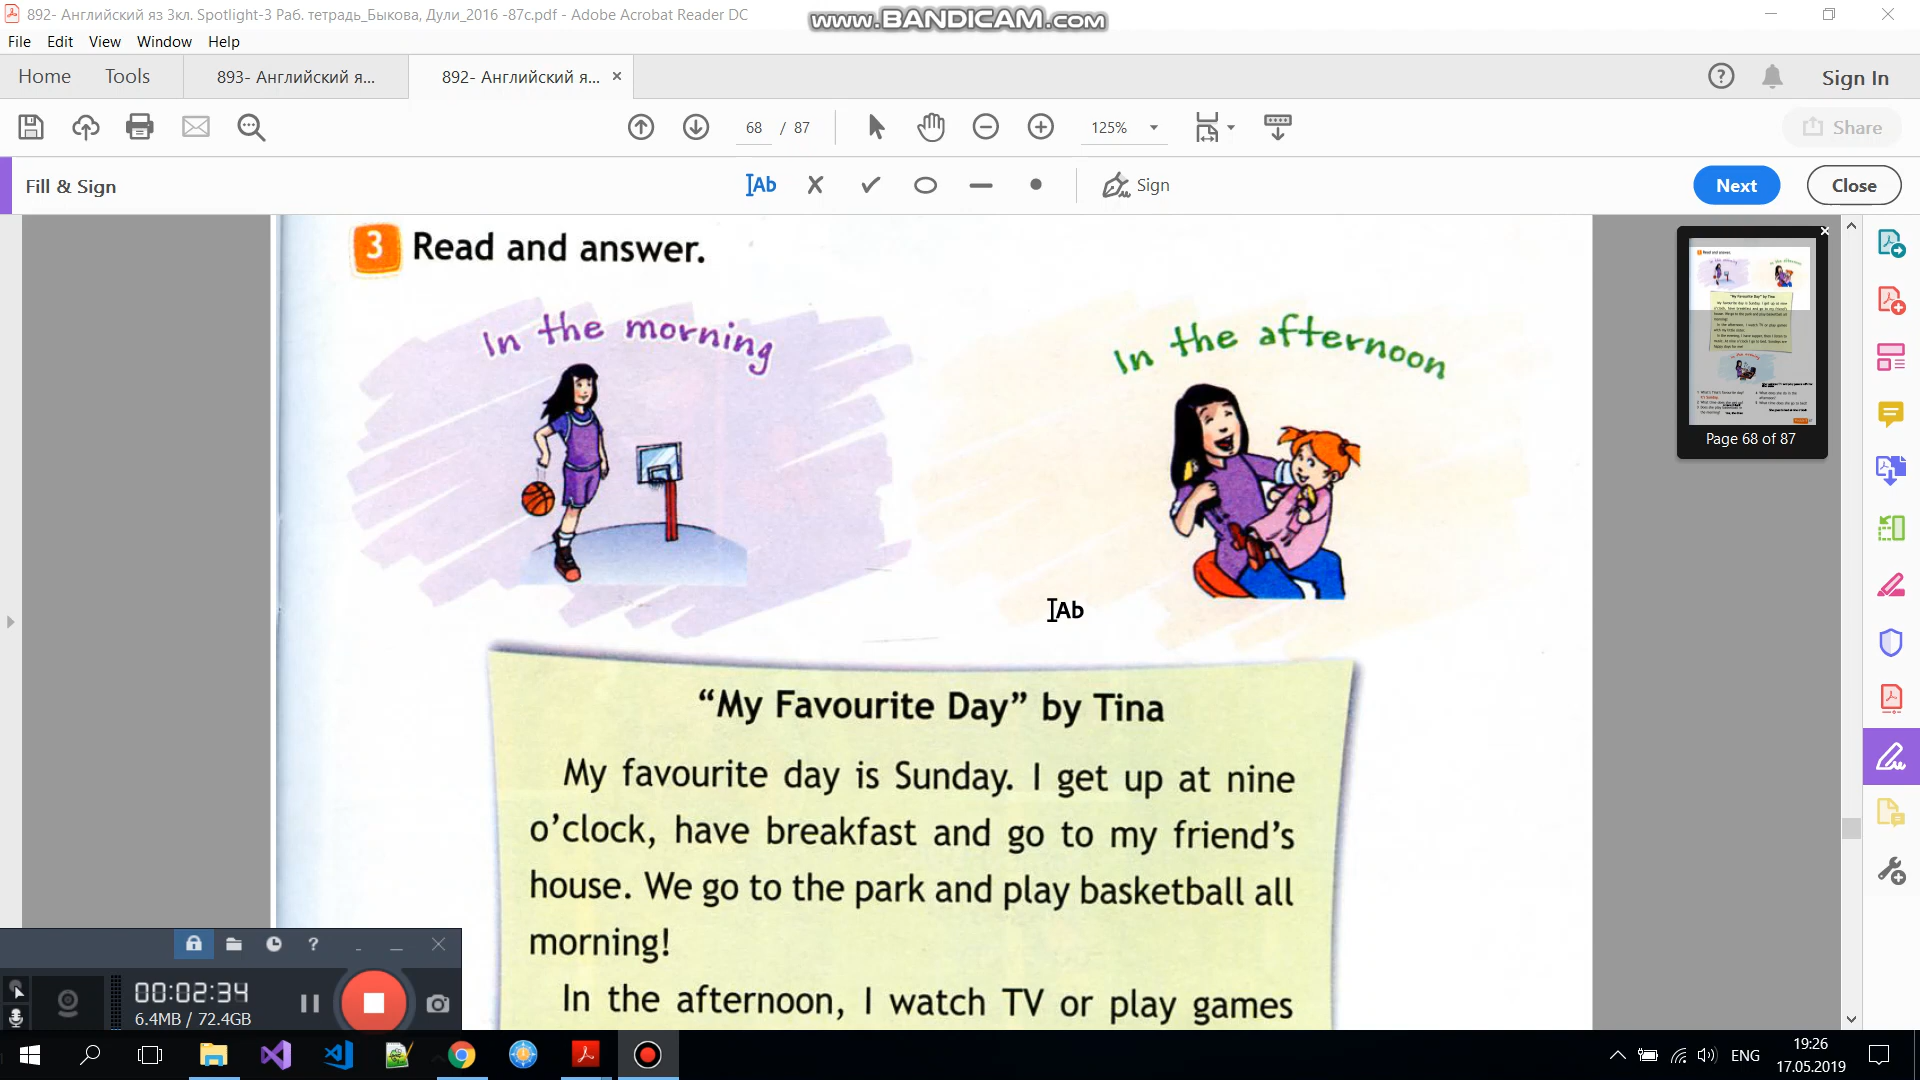 892- Английский яз 3кл. Spotlight-3 Раб. тетрадь_Быкова, Дули_2016 -87с.pdf - Adobe Acrobat Reader DC
www.BANDICAM.com
File Edit View Window Help
Home Tools 893- Английский я... 892- Английский я... Sign In
68 / 87 125% Share
Fill & Sign Ab Sign Next Close
3 Read and answer.
In the morning
In the afternoon
Page 68 of 87
Ab
“My Favourite Day” by Tina
My favourite day is Sunday. I get up at nine
o’clock, have breakfast and go to my friend’s
house. We go to the park and play basketball all
morning!
In the afternoon, I watch TV or play games
00:02:34
6.4MB / 72.4GB
ENG
19:26
17.05.2019